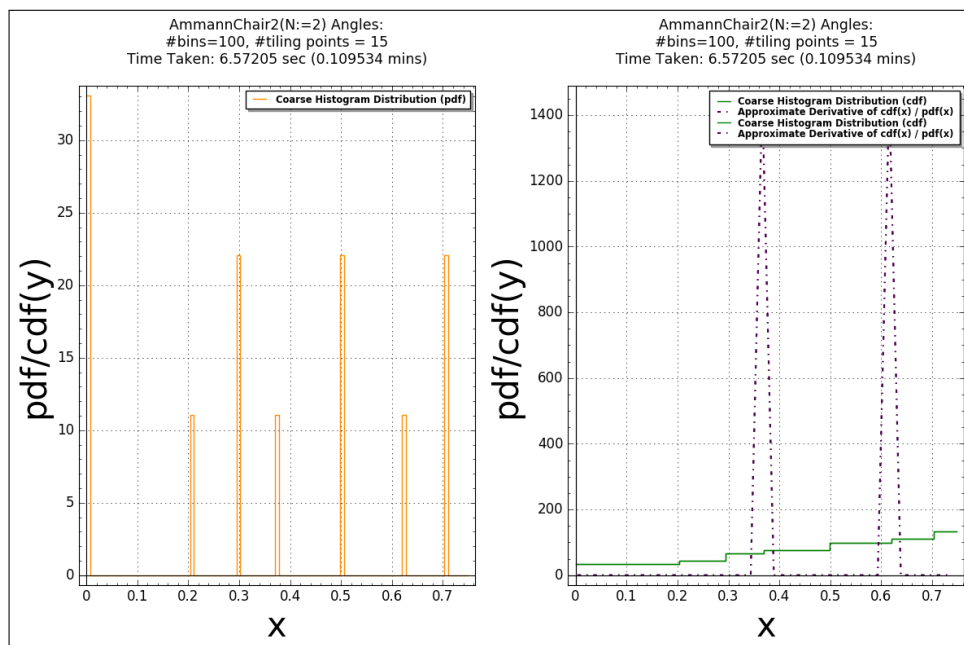 AmmannChair2(N:=2) Angles:
#bins=100, #tiling points = 15
Time Taken: 6.57205 sec (0.109534 mins)
Coarse Histogram Distribution (pdf)
pdf/cdf(y)
30
25
20
15
10
5
0
0
0.1
0.2
0.3
0.4
0.5
0.6
0.7
x
AmmannChair2(N:=2) Angles:
#bins=100, #tiling points = 15
Time Taken: 6.57205 sec (0.109534 mins)
Coarse Histogram Distribution (cdf)
Approximate Derivative of cdf(x) / pdf(x)
Coarse Histogram Distribution (cdf)
Approximate Derivative of cdf(x) / pdf(x)
pdf/cdf(y)
1400
1200
1000
800
600
400
200
0
0
0.1
0.2
0.3
0.4
0.5
0.6
0.7
x